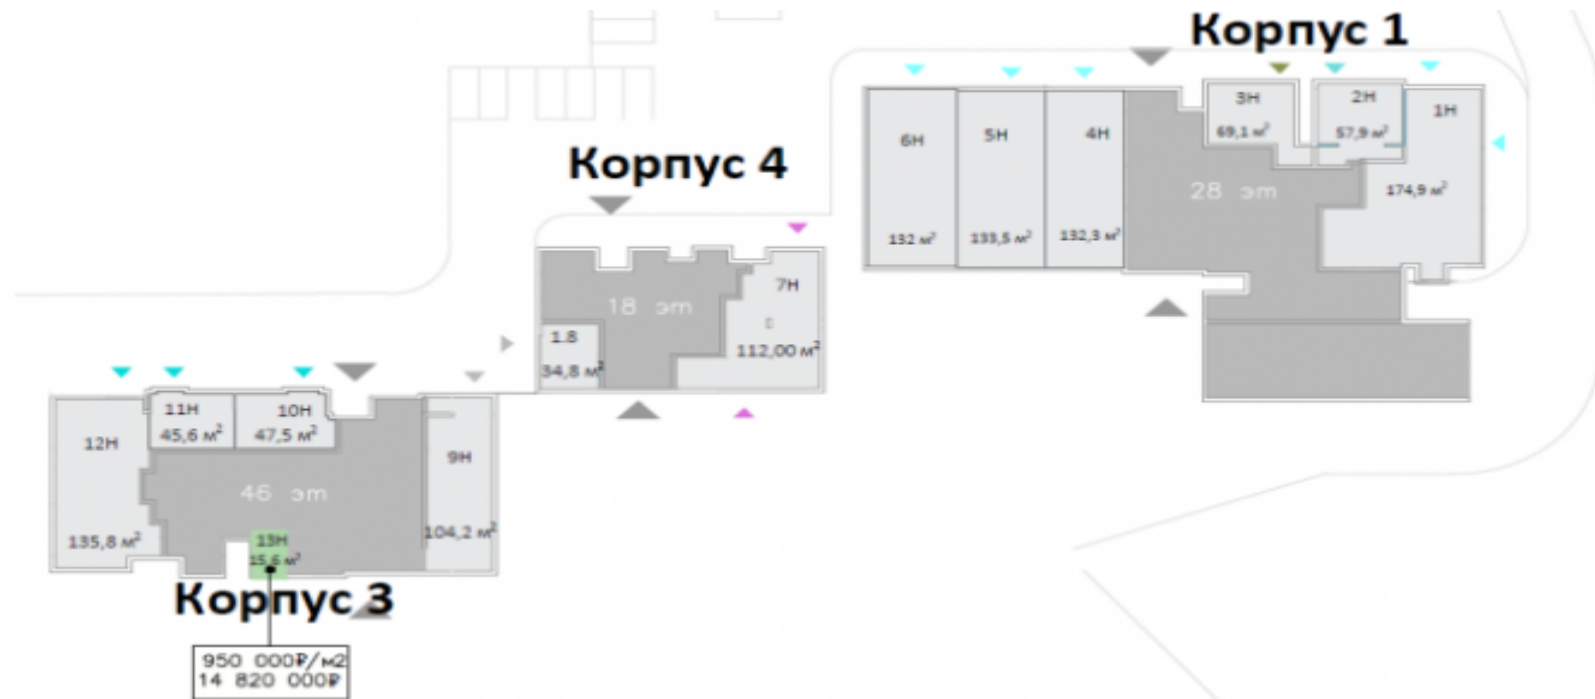 Корпус 1
3Н
69,1 м²
2Н
57,9 м²
1Н
174,9 м²
6Н
132 м²
5Н
133,5 м²
4Н
132,3 м²
28 эт
Корпус 4
18 эт
7Н
112,00 м²
1.8
34,8 м²
11Н
45,6 м²
10Н
47,5 м²
12Н
135,8 м²
46 эт
9Н
104,2 м²
13Н
15,6 м²
Корпус 3
950 000₽/м2
14 820 000₽